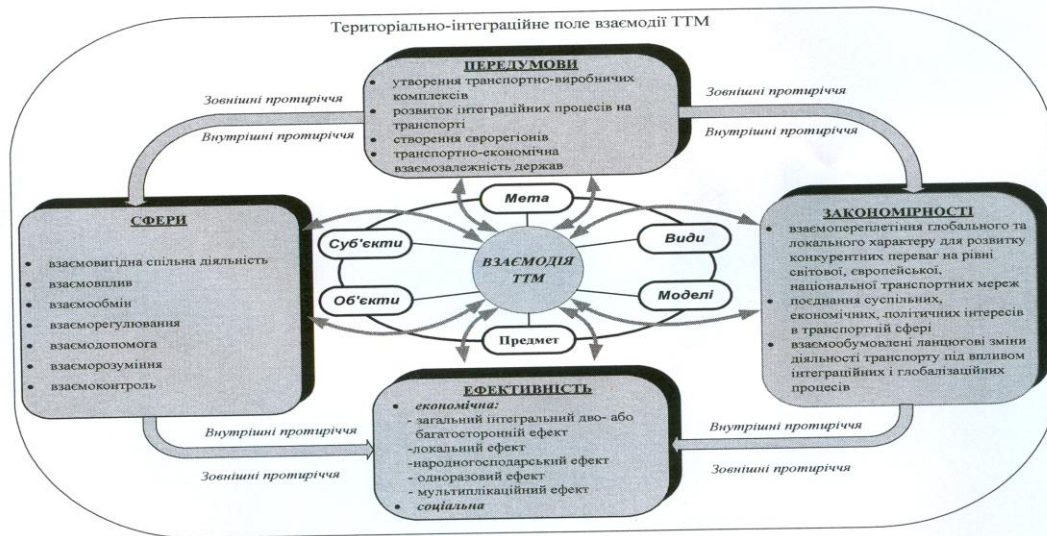 Територіально-інтеграційне поле взаємодії ТТМ
ПЕРЕДУМОВИ
• утворення транспортно-виробничих
комплексів
• розвиток інтеграційних процесів на
транспорті
• створення єврорегіонів
• транспортно-економічна
взаємозалежність держав
Зовнішні протиріччя
Внутрішні протиріччя
Зовнішні протиріччя
Внутрішні протиріччя
СФЕРИ
• взаємовигідна спільна діяльність
• взаємовплив
• взаємообмін
• взаєморегулювання
• взаємодопомога
• взаєморозуміння
• взаємоконтроль
Мета
Суб'єкти
Види
ВЗАЄМОДІЯ
ТТМ
Об'єкти
Моделі
Предмет
ЗАКОНОМІРНОСТІ
• взаємопереплетіння глобального та
локального характеру для розвитку
конкурентних переваг на рівні
світової, європейської,
національної транспортних мереж
• поєднання суспільних,
економічних, політичних інтересів
в транспортній сфері
• взаємообумовлені ланцюгові зміни
діяльності транспорту під впливом
інтеграційних і глобалізаційних
процесів
ЕФЕКТИВНІСТЬ
• економічна:
- загальний інтегральний дво- або
багатосторонній ефект
-локальний ефект
-народногосподарський ефект
- одноразовий ефект
- мультиплікаційний ефект
• соціальна
Внутрішні протиріччя
Зовнішні протиріччя
Внутрішні протиріччя
Зовнішні протиріччя